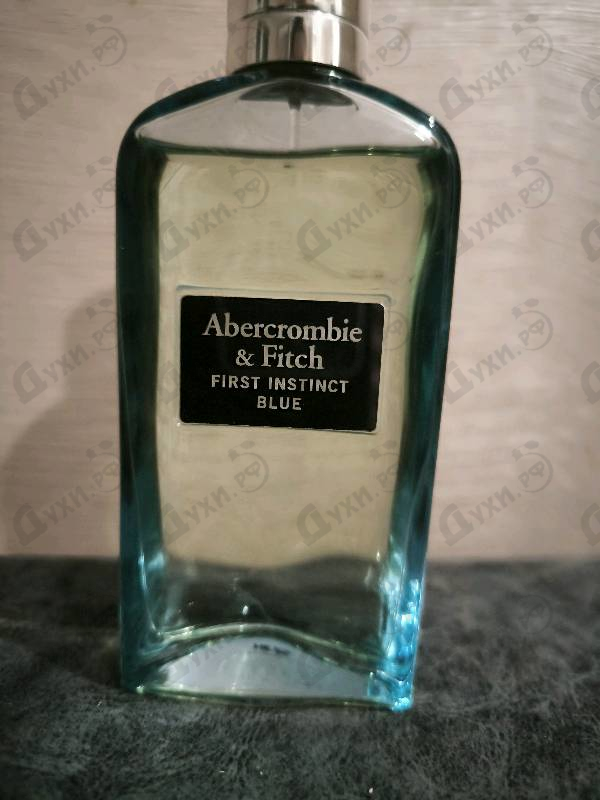 Abercrombie
& Fitch
FIRST INSTINCT
BLUE
Духи.рф